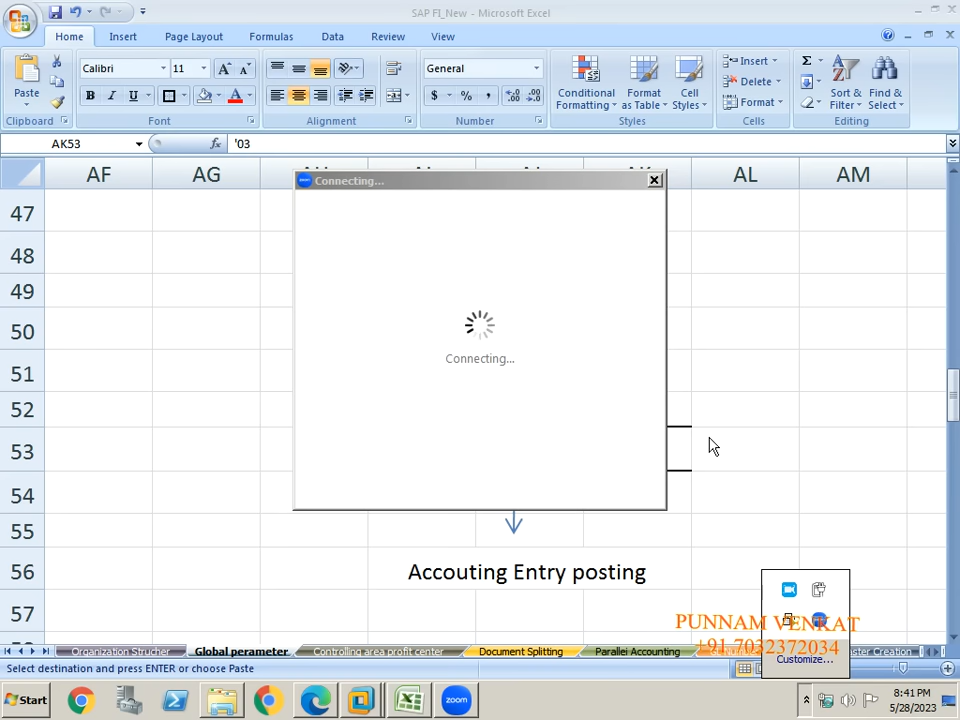 SAP FI_New - Microsoft Excel
Home Insert Page Layout Formulas Data Review View
Calibri 11 General Insert
Paste Conditional Formatting Format as Table Cell Styles Delete Sort & Filter Find & Select
B I U $ % , Format
Clipboard Font Alignment Number Styles Cells Editing
AK53 fx '03
AF AG AL AM
Connecting...
47
48
49
50
Connecting...
51
52
53
54
55
56 Accouting Entry posting
57
PUNNAM VENKAT
+91 7032372034
Customize...
Organization Strucher Global perameter Controlling area profit center Document Splitting Parallei Accounting
Select destination and press ENTER or choose Paste
Start zoom 8:41 PM
5/28/2023